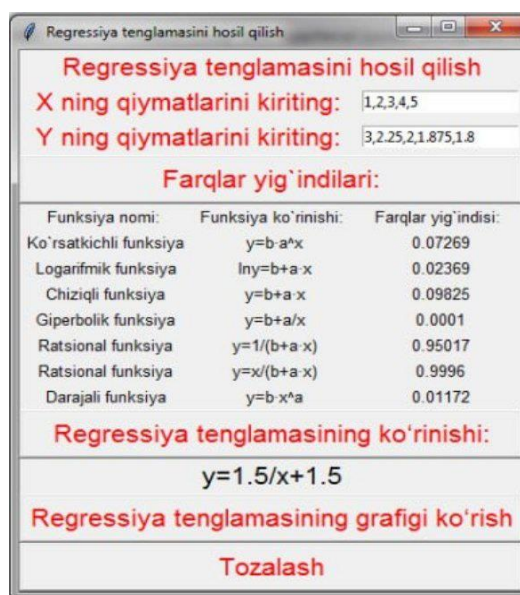 Regressiya tenglamasini hosil qilish
Regressiya tenglamasini hosil qilish
X ning qiymatlarini kiriting: 1,2,3,4,5
Y ning qiymatlarini kiriting: 3,2.25,2,1.875,1.8
Farqlar yig`indilari:
Funksiya nomi: Funksiya ko`rinishi: Farqlar yig`indisi:
Ko`rsatkichli funksiya y=b·a^x 0.07269
Logarifmik funksiya lny=b+a·x 0.02369
Chiziqli funksiya y=b+a·x 0.09825
Giperbolik funksiya y=b+a/x 0.0001
Ratsional funksiya y=1/(b+a·x) 0.95017
Ratsional funksiya y=x/(b+a·x) 0.9996
Darajali funksiya y=b·x^a 0.01172
Regressiya tenglamasining ko‘rinishi:
y=1.5/x+1.5
Regressiya tenglamasining grafigi ko‘rish
Tozalash